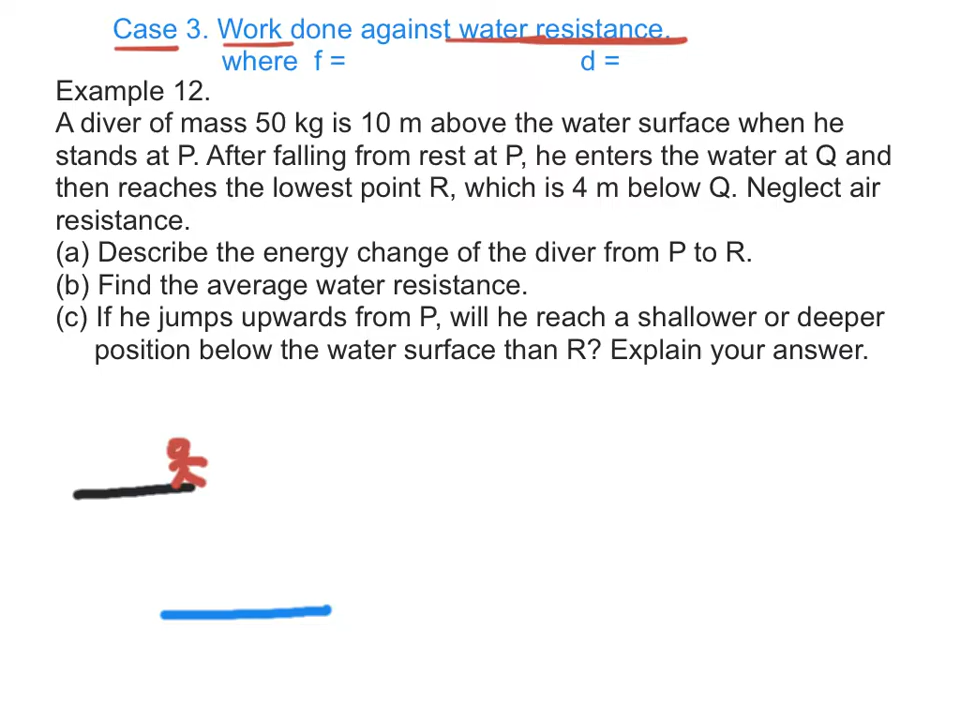 Case 3. Work done against water resistance.
where f = d =
Example 12.
A diver of mass 50 kg is 10 m above the water surface when he
stands at P. After falling from rest at P, he enters the water at Q and
then reaches the lowest point R, which is 4 m below Q. Neglect air
resistance.
(a) Describe the energy change of the diver from P to R.
(b) Find the average water resistance.
(c) If he jumps upwards from P, will he reach a shallower or deeper
position below the water surface than R? Explain your answer.